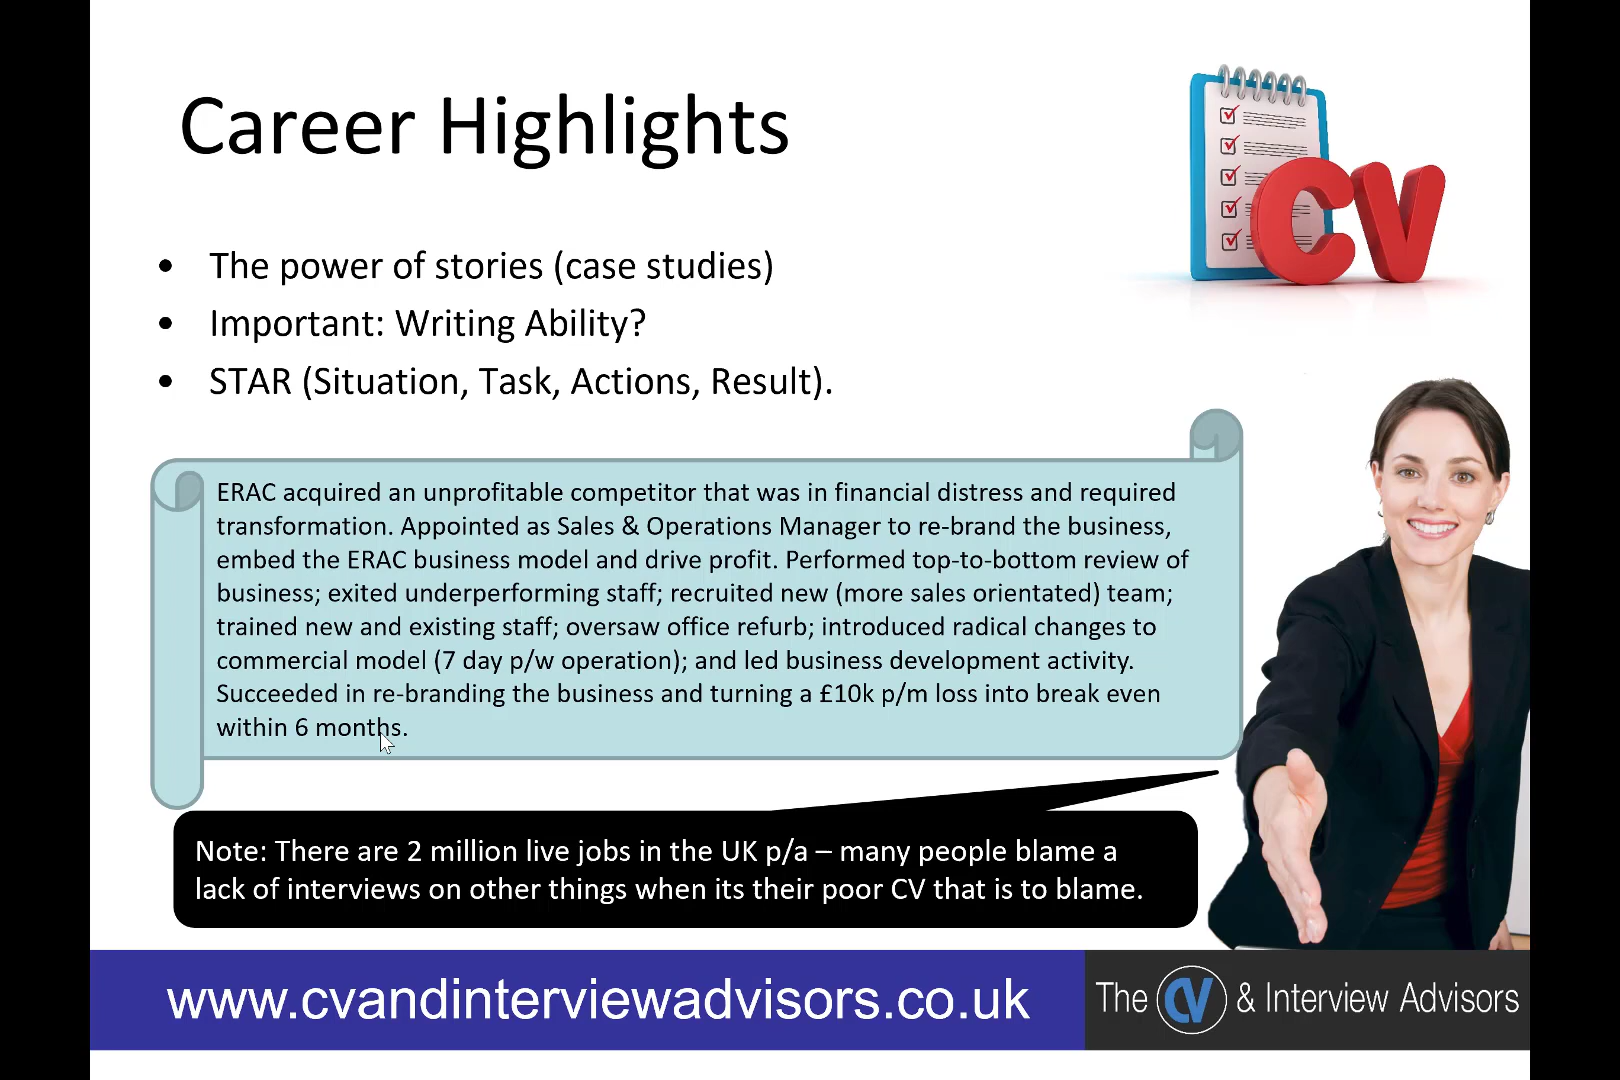 Career Highlights
CV
• The power of stories (case studies)
• Important: Writing Ability?
• STAR (Situation, Task, Actions, Result).
ERAC acquired an unprofitable competitor that was in financial distress and required
transformation. Appointed as Sales & Operations Manager to re-brand the business,
embed the ERAC business model and drive profit. Performed top-to-bottom review of
business; exited underperforming staff; recruited new (more sales orientated) team;
trained new and existing staff; oversaw office refurb; introduced radical changes to
commercial model (7 day p/w operation); and led business development activity.
Succeeded in re-branding the business and turning a £10k p/m loss into break even
within 6 months.
Note: There are 2 million live jobs in the UK p/a – many people blame a
lack of interviews on other things when its their poor CV that is to blame.
www.cvandinterviewadvisors.co.uk
The CV & Interview Advisors